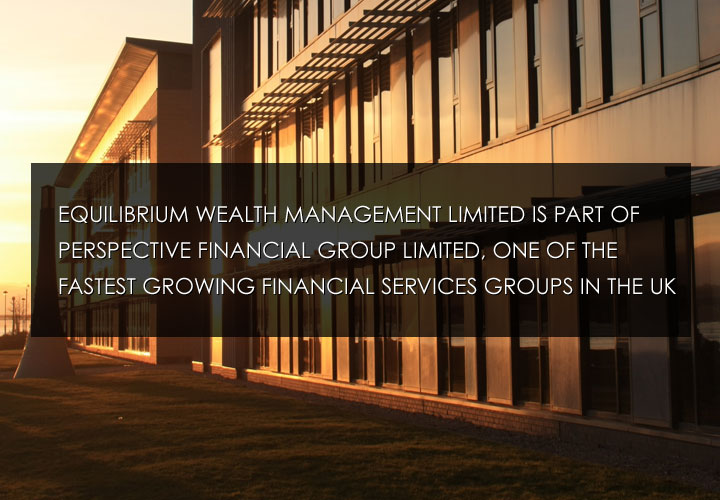 EQUILIBRIUM WEALTH MANAGEMENT LIMITED IS PART OF
PERSPECTIVE FINANCIAL GROUP LIMITED, ONE OF THE
FASTEST GROWING FINANCIAL SERVICES GROUPS IN THE UK